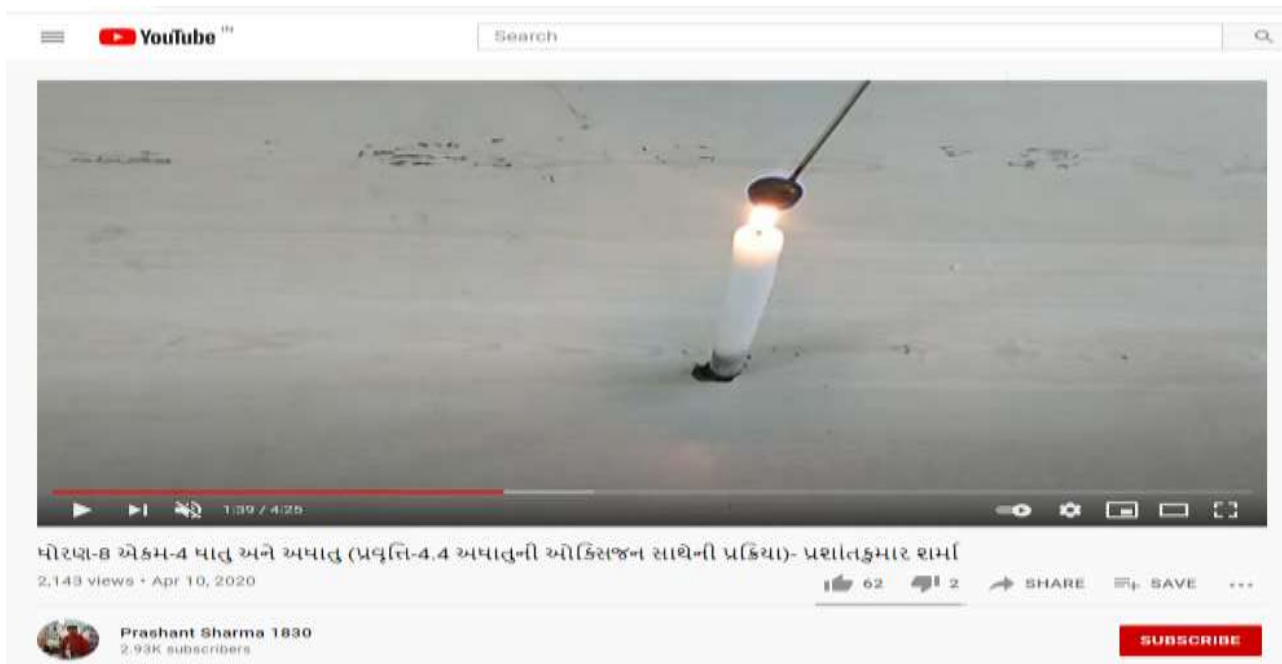 YouTube IN
Search
1:39 / 4:25
ધોરણ-8 એકમ-4 ધાતુ અને અધાતુ (પ્રવૃત્તિ-4.4 અધાતુની ઓક્સિજન સાથેની પ્રક્રિયા)- પ્રશાંતકુમાર શર્મા
2,143 views • Apr 10, 2020
62 2 SHARE SAVE
Prashant Sharma 1830
2.93K subscribers
SUBSCRIBE